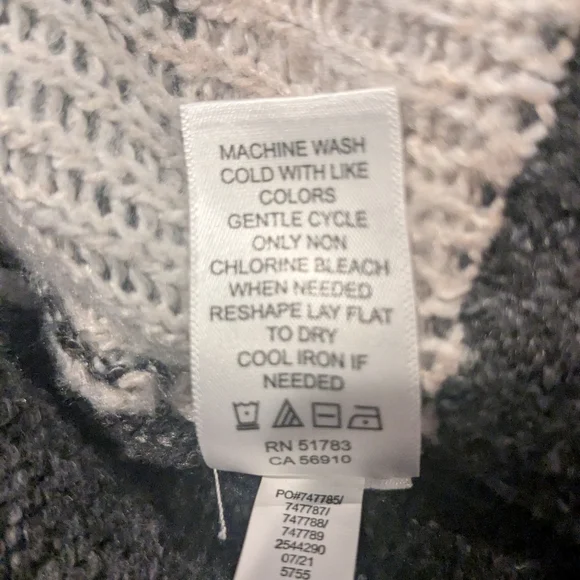 MACHINE WASH
COLD WITH LIKE
COLORS
GENTLE CYCLE
ONLY NON
CHLORINE BLEACH
WHEN NEEDED
RESHAPE LAY FLAT
TO DRY
COOL IRON IF
NEEDED
RN 51783
CA 56910
PO#747785/
747787/
747788/
747789
2544290
07/21
5755